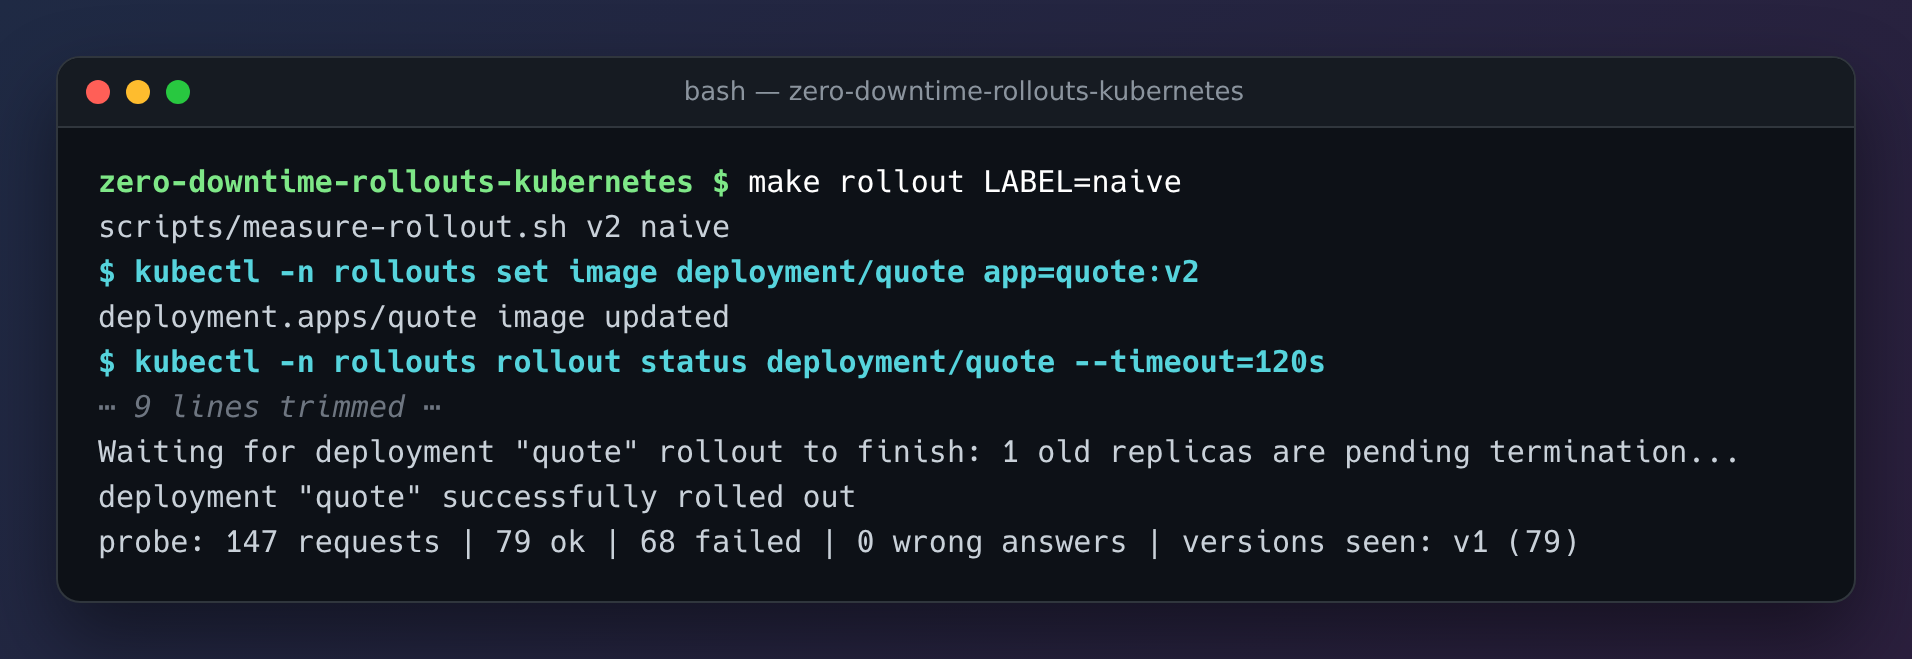 bash — zero-downtime-rollouts-kubernetes
zero-downtime-rollouts-kubernetes $ make rollout LABEL=naive
scripts/measure-rollout.sh v2 naive
$ kubectl -n rollouts set image deployment/quote app=quote:v2
deployment.apps/quote image updated
$ kubectl -n rollouts rollout status deployment/quote --timeout=120s
⋯ 9 lines trimmed ⋯
Waiting for deployment "quote" rollout to finish: 1 old replicas are pending termination...
deployment "quote" successfully rolled out
probe: 147 requests | 79 ok | 68 failed | 0 wrong answers | versions seen: v1 (79)